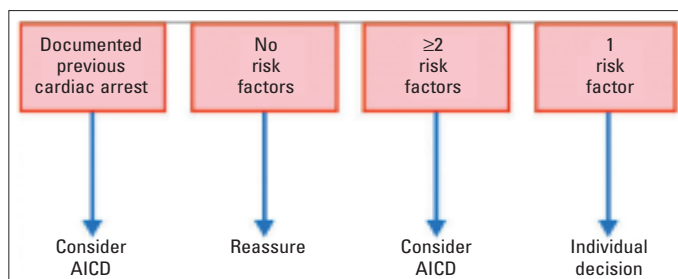 Documented
previous
cardiac arrest
No
risk
factors
≥2
risk
factors
1
risk
factor
Consider
AICD
Reassure
Consider
AICD
Individual
decision